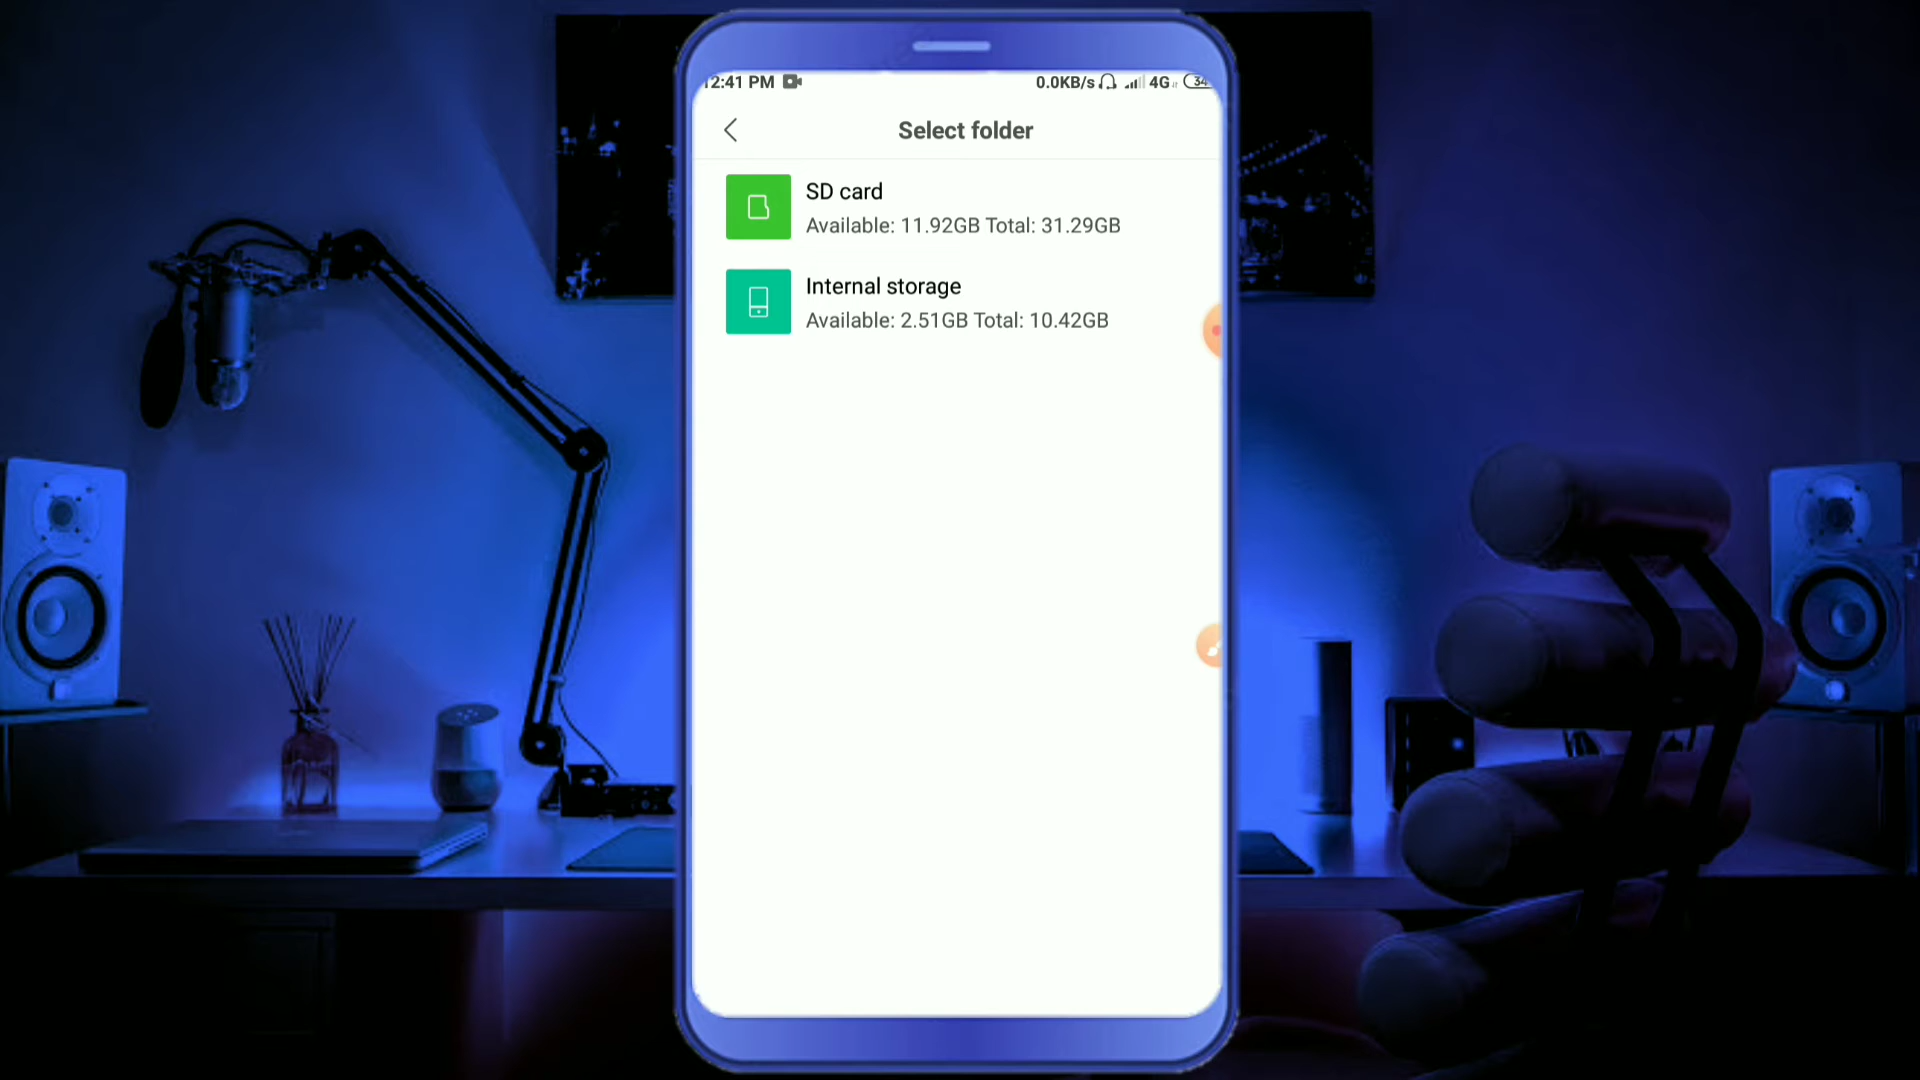 2:41 PM 0.0KB/s 4G 34
Select folder
SD card
Available: 11.92GB Total: 31.29GB
Internal storage
Available: 2.51GB Total: 10.42GB